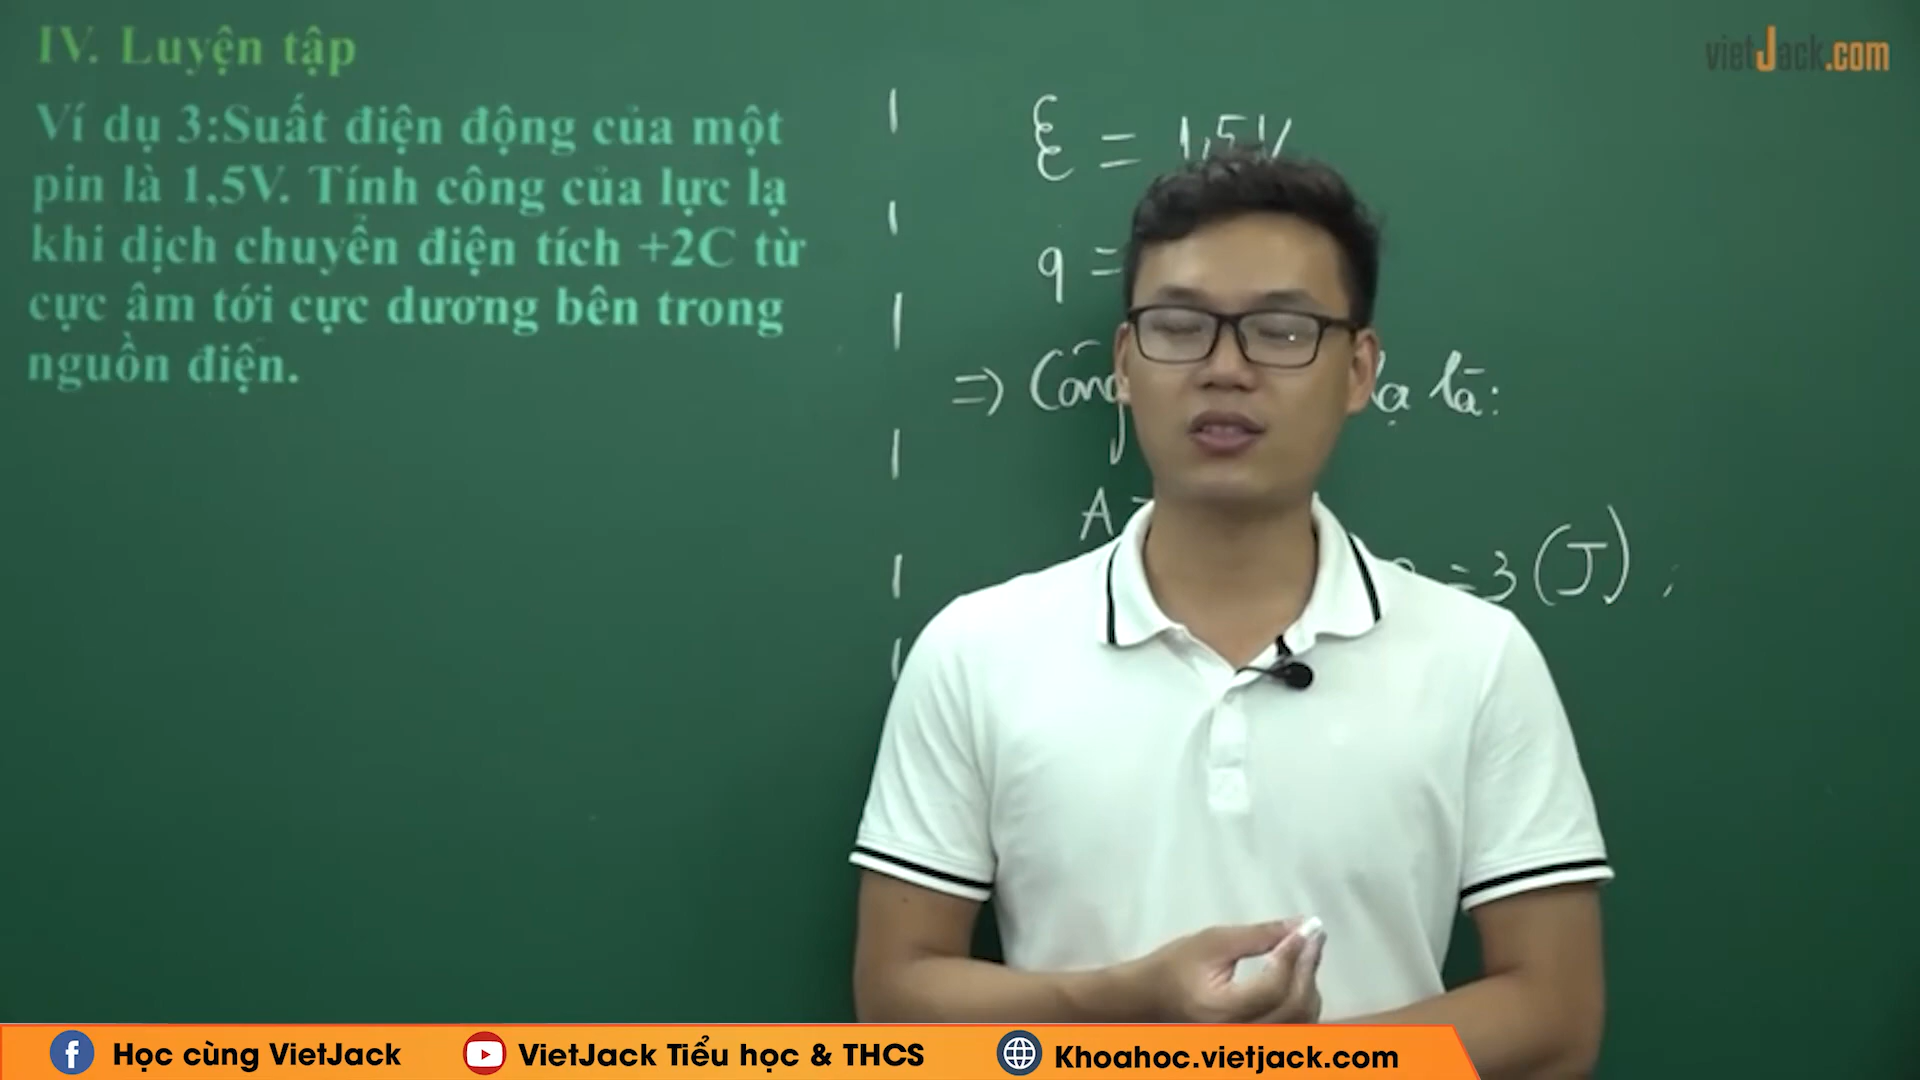 IV. Luyện tập
vietJack.com
Ví dụ 3:Suất điện động của một
pin là 1,5V. Tính công của lực lạ
khi dịch chuyển điện tích +2C từ
cực âm tới cực dương bên trong
nguồn điện.
ξ = 1,5V
q =
=> Công lạ là:
A =
= 3 (J)
Học cùng VietJack
VietJack Tiểu học & THCS
Khoahoc.vietjack.com